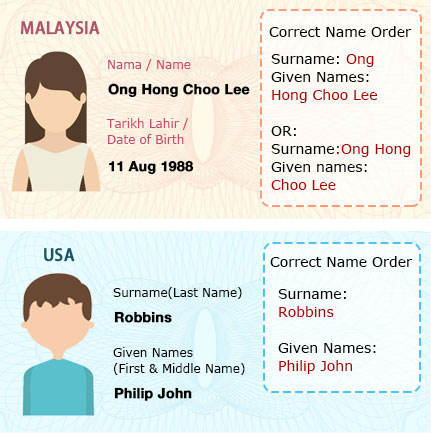 MALAYSIA
Nama / Name
Ong Hong Choo Lee
Tarikh Lahir /
Date of Birth
11 Aug 1988
Correct Name Order
Surname: Ong
Given Names:
Hong Choo Lee
OR:
Surname:Ong Hong
Given names:
Choo Lee
USA
Surname(Last Name)
Robbins
Given Names
(First & Middle Name)
Philip John
Correct Name Order
Surname:
Robbins
Given Names:
Philip John